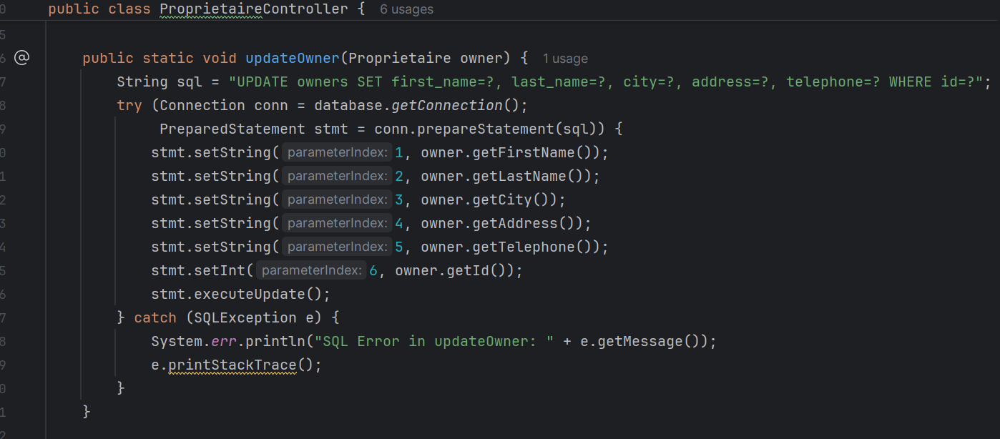 public class ProprietaireController { 6 usages
@ public static void updateOwner(Proprietaire owner) { 1 usage
String sql = "UPDATE owners SET first_name=?, last_name=?, city=?, address=?, telephone=? WHERE id=?";
try (Connection conn = database.getConnection();
PreparedStatement stmt = conn.prepareStatement(sql)) {
stmt.setString( parameterIndex: 1, owner.getFirstName());
stmt.setString( parameterIndex: 2, owner.getLastName());
stmt.setString( parameterIndex: 3, owner.getCity());
stmt.setString( parameterIndex: 4, owner.getAddress());
stmt.setString( parameterIndex: 5, owner.getTelephone());
stmt.setInt( parameterIndex: 6, owner.getId());
stmt.executeUpdate();
} catch (SQLException e) {
System.err.println("SQL Error in updateOwner: " + e.getMessage());
e.printStackTrace();
}
}